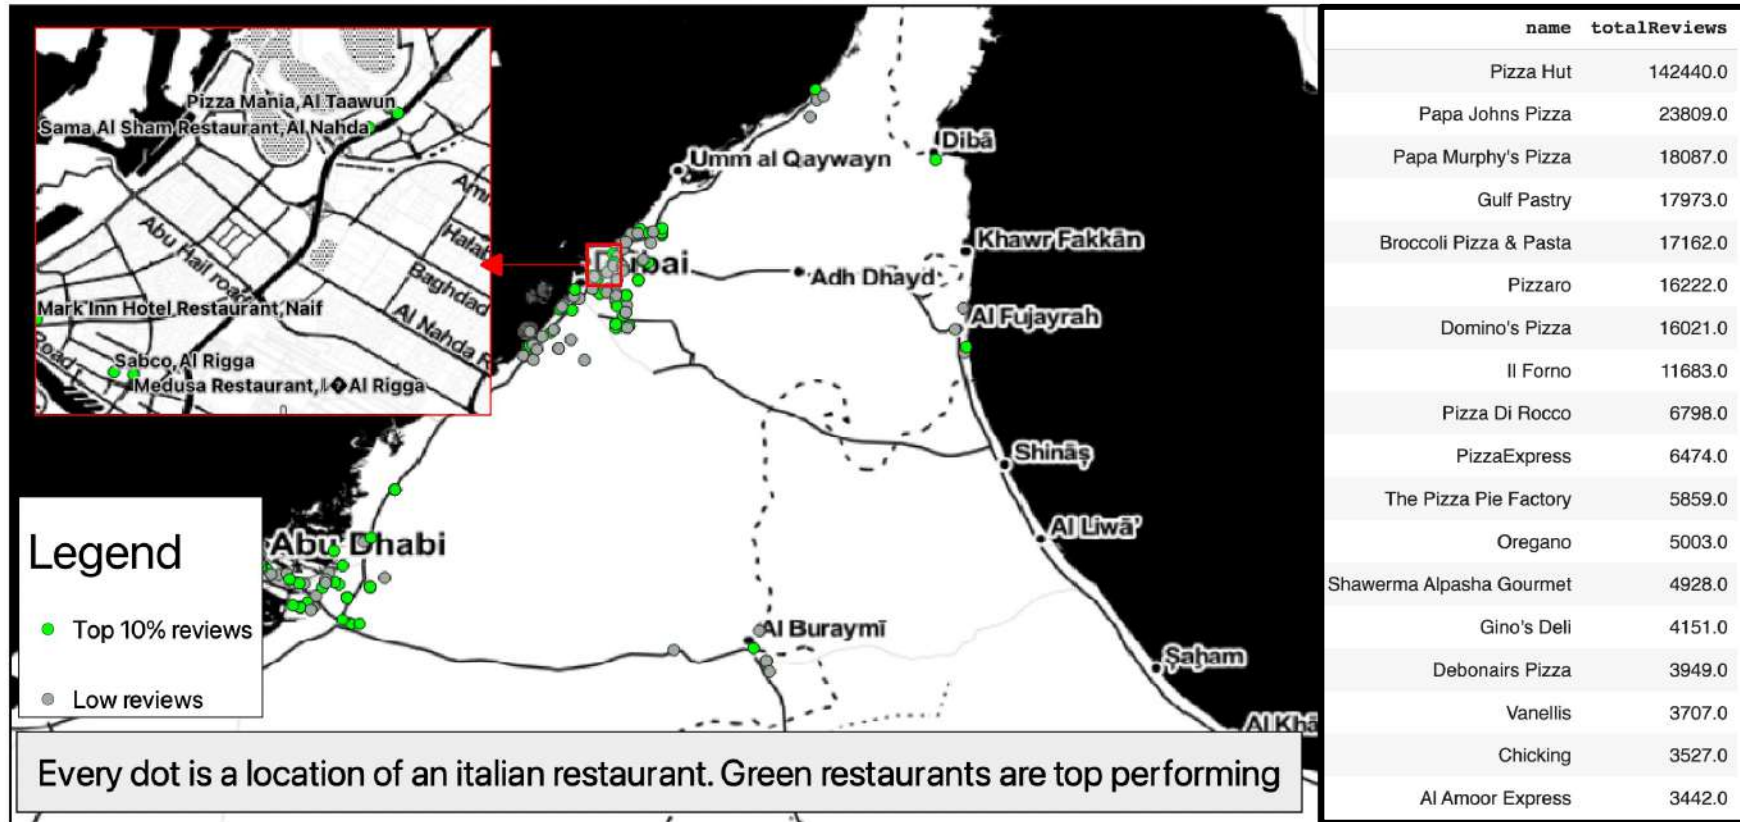 Pizza Mania,Al Taawun
Sama Al Sham Restaurant,Al Nahda
Abu Hail road
Halab
Baghdad
Al Nahda R
Mark Inn Hotel Restaurant,Naif
Road
Sabco,Al Rigga
Medusa Restaurant, Al Rigga
Dibā
Umm al Qaywayn
Khawr Fakkān
Dubai
Adh Dhayd
Al Fujayrah
Shināş
Al Liwā'
Abu Dhabi
Al Buraymī
Şaḩam
Al Khā
Legend
Top 10% reviews
Low reviews
Every dot is a location of an italian restaurant. Green restaurants are top performing
name totalReviews
Pizza Hut 142440.0
Papa Johns Pizza 23809.0
Papa Murphy's Pizza 18087.0
Gulf Pastry 17973.0
Broccoli Pizza & Pasta 17162.0
Pizzaro 16222.0
Domino's Pizza 16021.0
Il Forno 11683.0
Pizza Di Rocco 6798.0
PizzaExpress 6474.0
The Pizza Pie Factory 5859.0
Oregano 5003.0
Shawerma Alpasha Gourmet 4928.0
Gino's Deli 4151.0
Debonairs Pizza 3949.0
Vanellis 3707.0
Chicking 3527.0
Al Amoor Express 3442.0